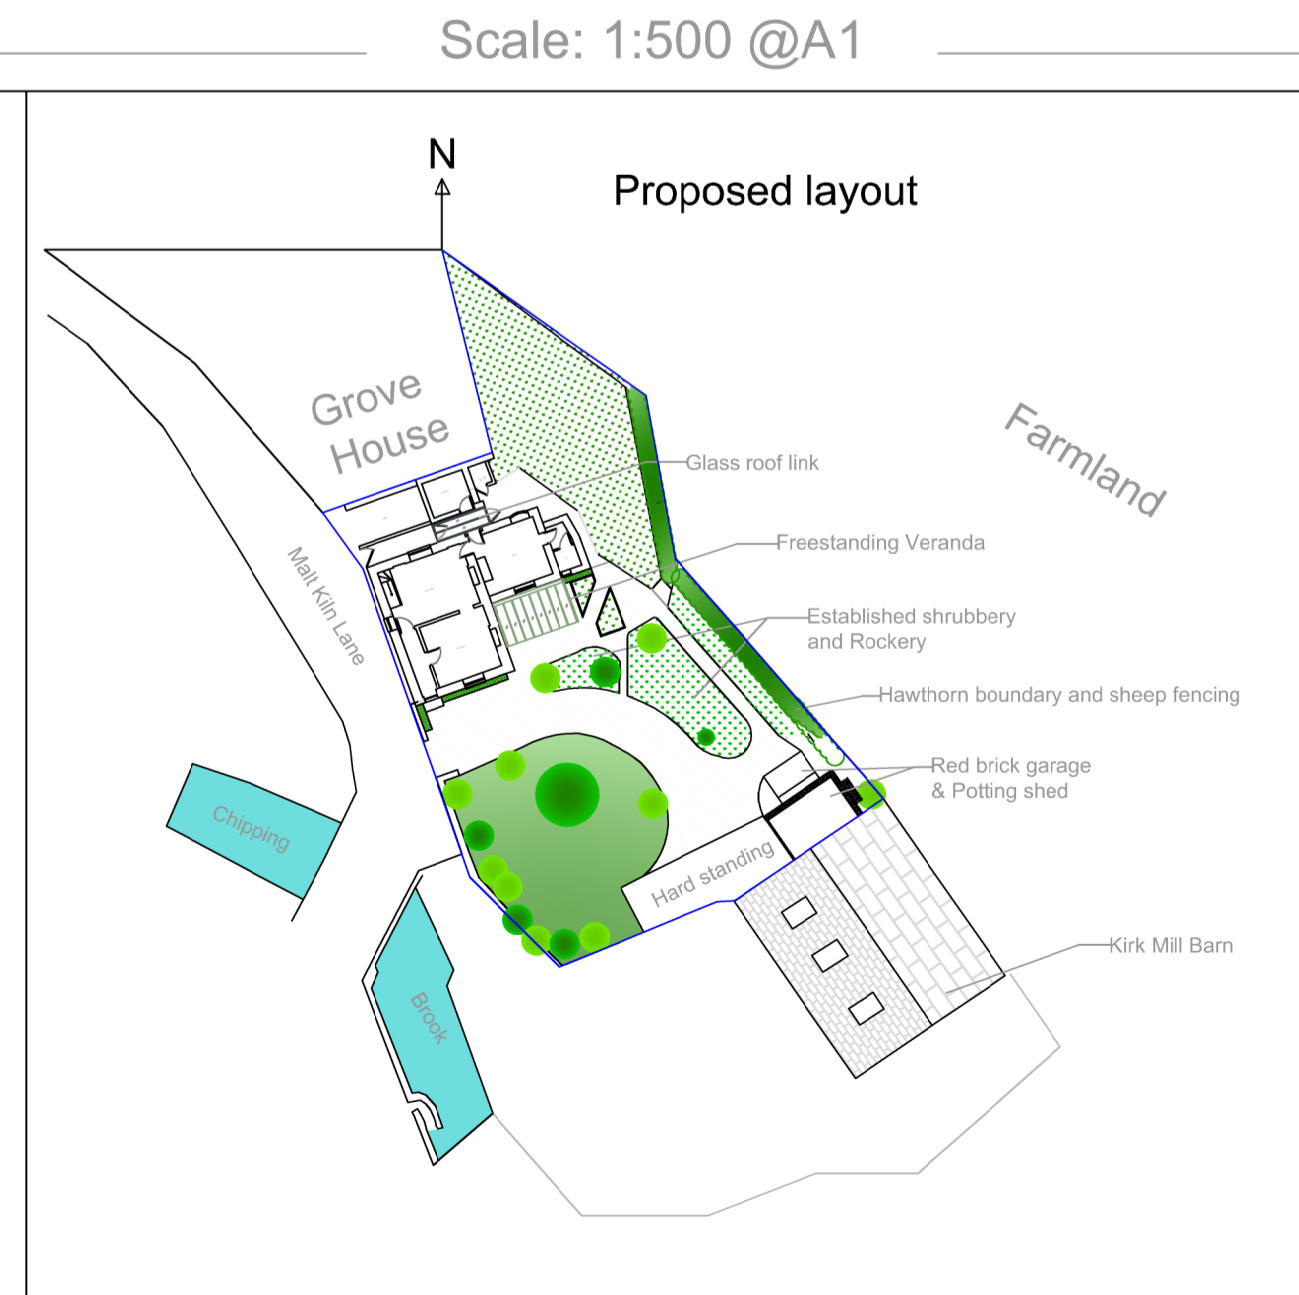 Scale: 1:500 @A1
N
Proposed layout
Grove
House
Farmland
Glass roof link
Freestanding Veranda
Malt Kiln Lane
Established shrubbery
and Rockery
Hawthorn boundary and sheep fencing
Red brick garage
& Potting shed
Chipping
Hard standing
Kirk Mill Barn
Brook